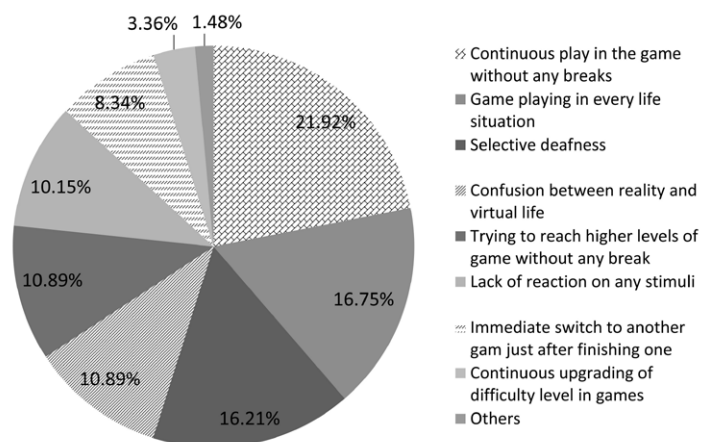 3.36%
1.48%
8.34%
21.92%
10.15%
10.89%
16.75%
10.89%
16.21%
Continuous play in the game
without any breaks
Game playing in every life
situation
Selective deafness
Confusion between reality and
virtual life
Trying to reach higher levels of
game without any break
Lack of reaction on any stimuli
Immediate switch to another
gam just after finishing one
Continuous upgrading of
difficulty level in games
Others